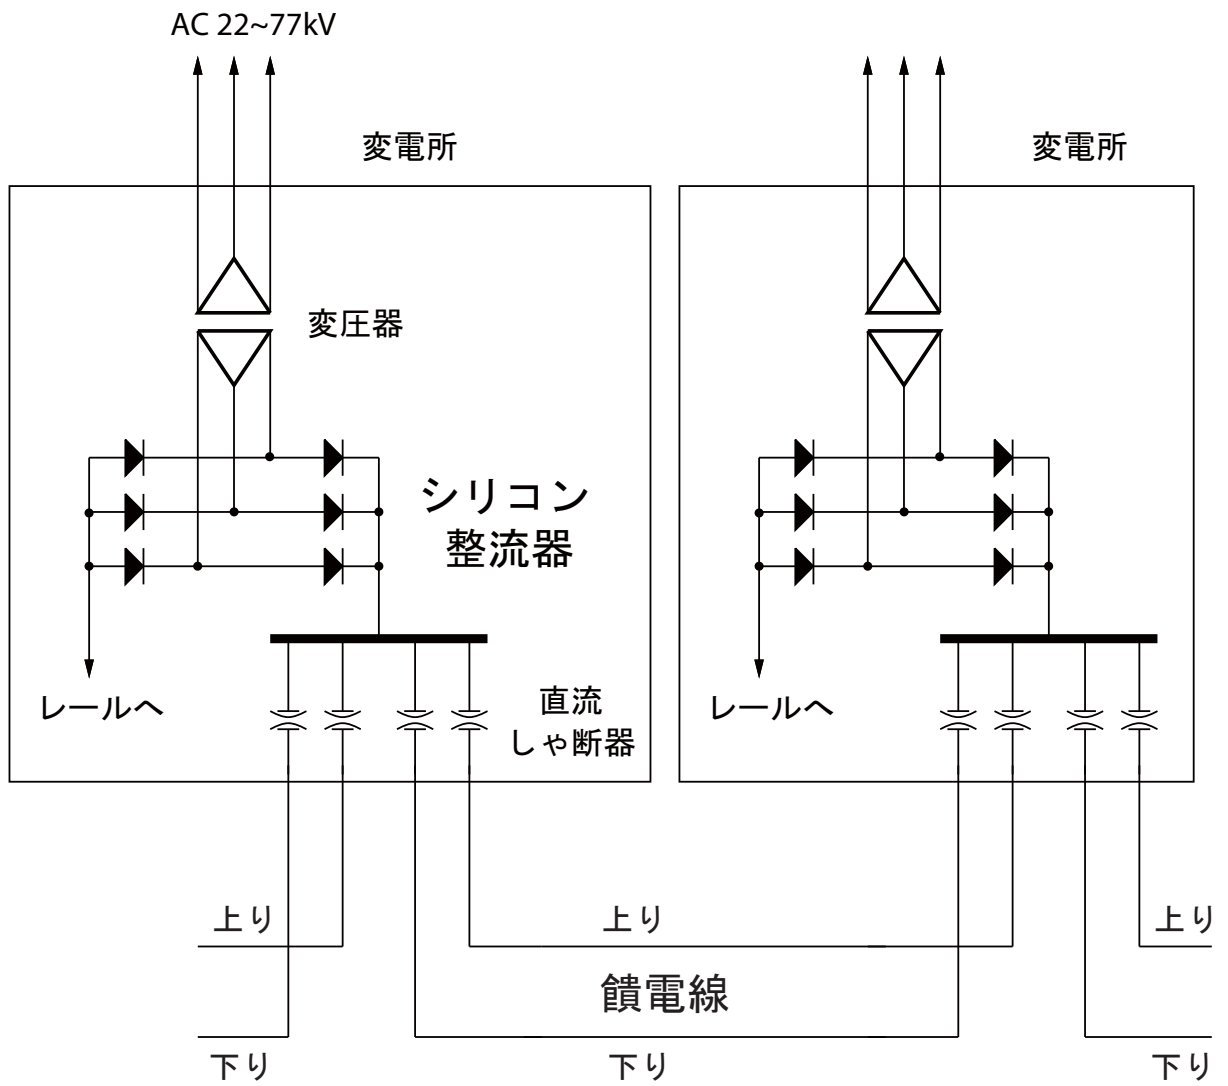 AC 22~77kV
変電所
変電所
変圧器
シリコン
整流器
レールへ
直流
しゃ断器
レールへ
上り
上り
上り
饋電線
下り
下り
下り